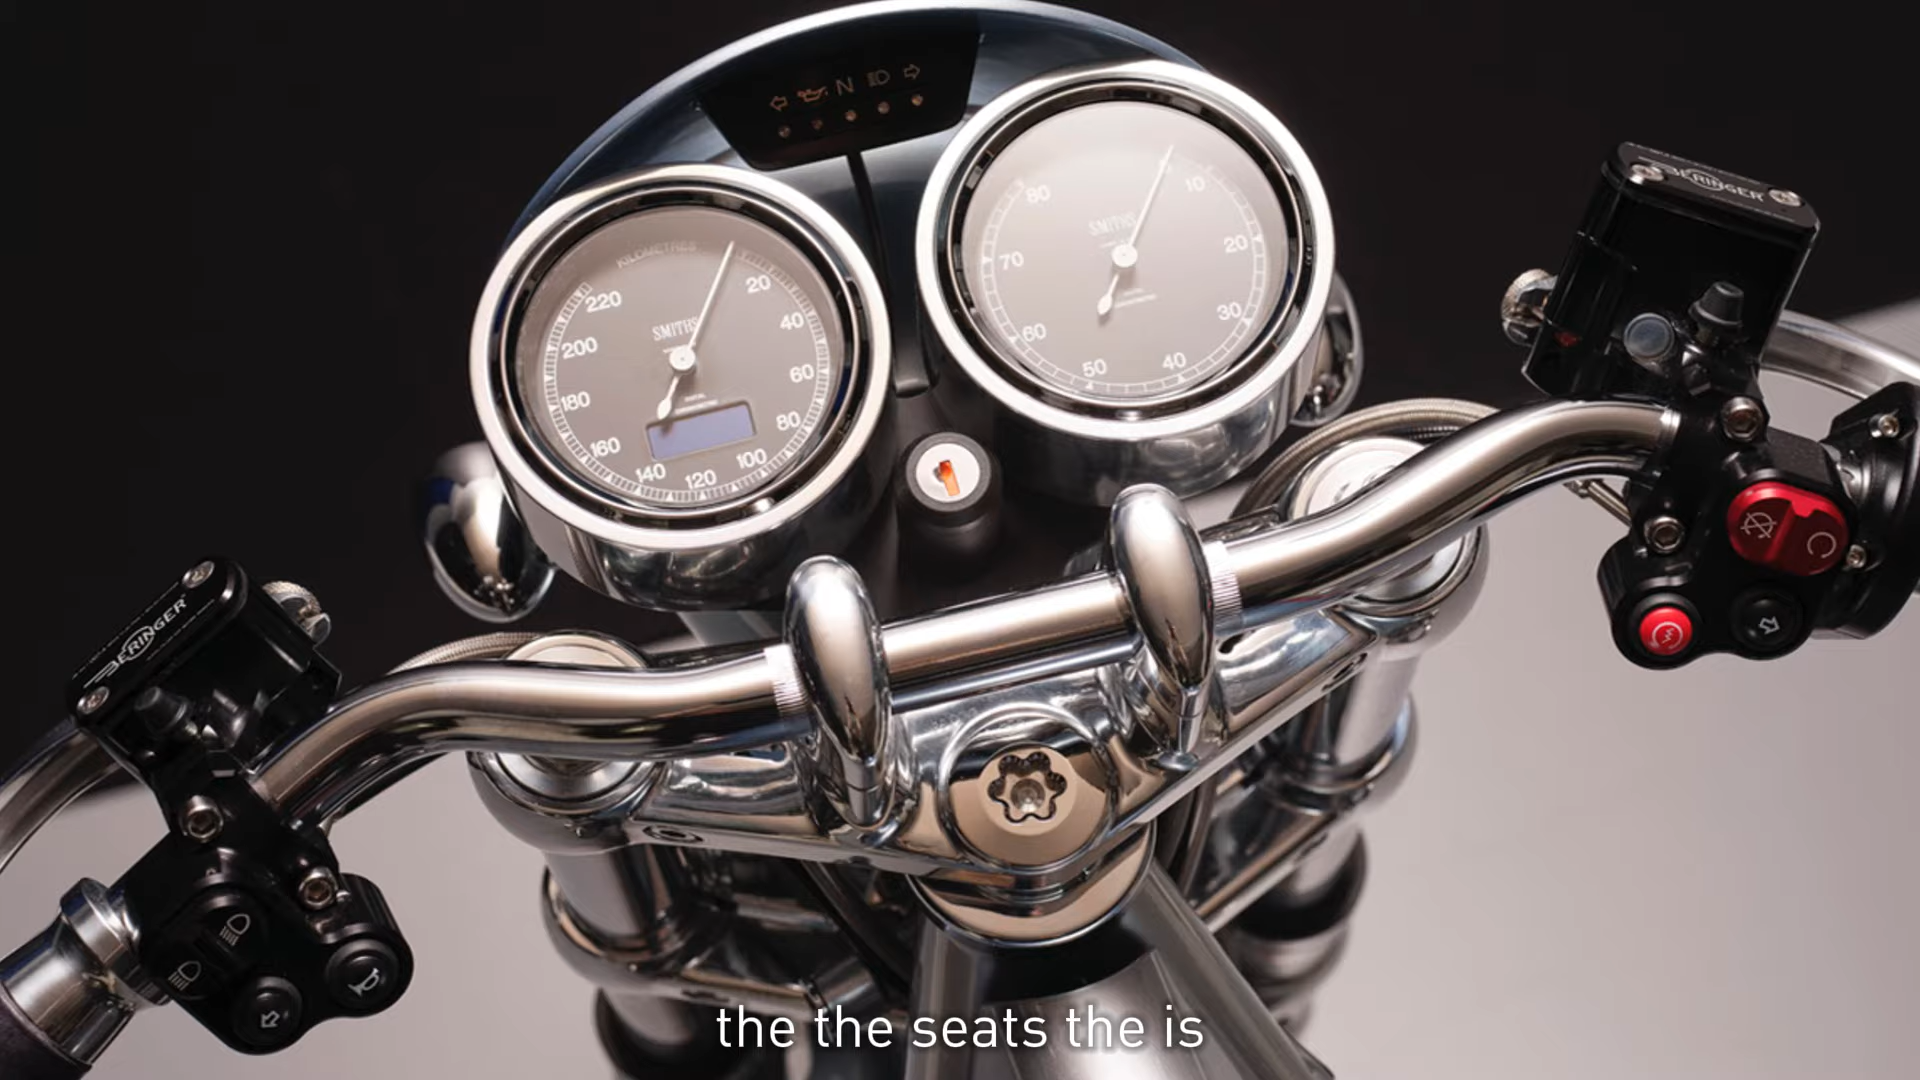 N
BERINGER
80
10
SMITHS
20
70
30
60
50
40
KILOMETRES
220
20
SMITHS
40
200
60
180
80
160
100
140
120
BERINGER
the the seats the is